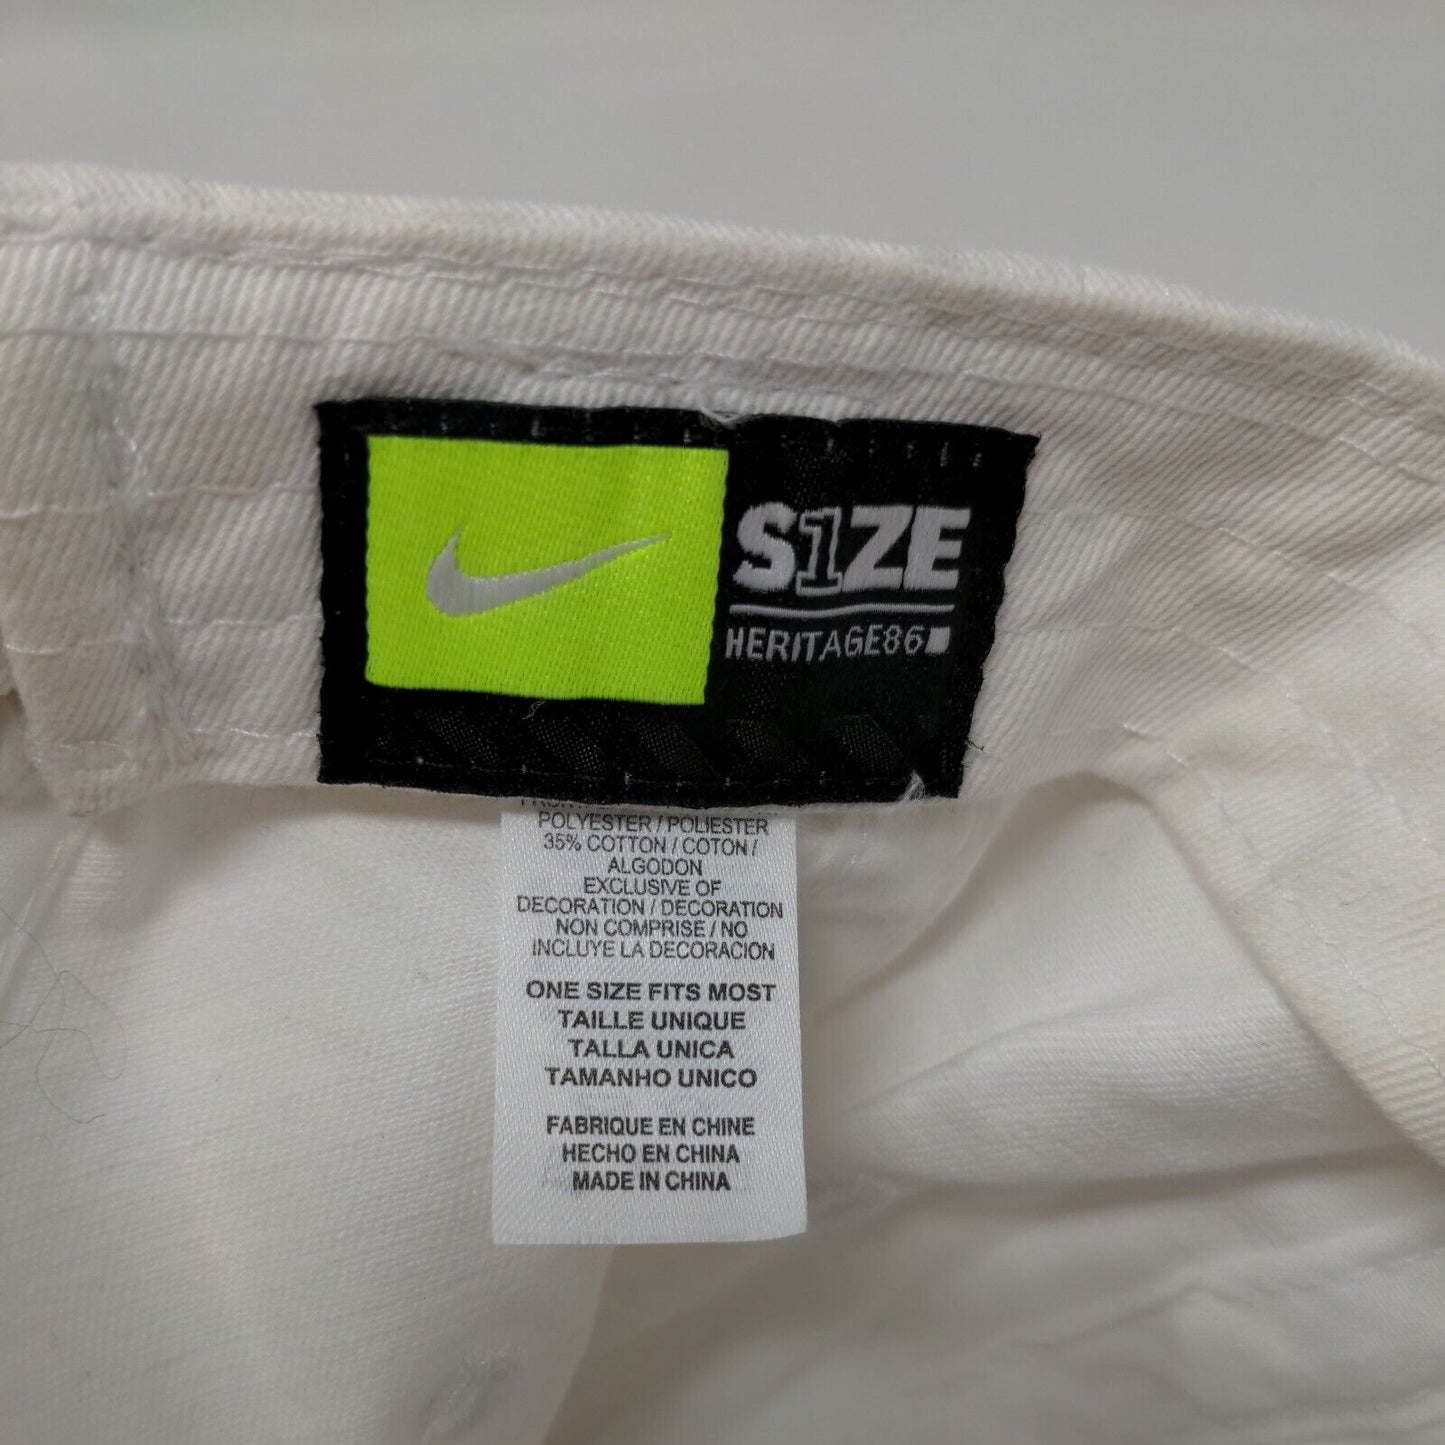 S1ZE
HERITAGE86
POLYESTER / POLIESTER
35% COTTON / COTON /
ALGODON
EXCLUSIVE OF
DECORATION / DECORATION
NON COMPRISE / NO
INCLUYE LA DECORACION
ONE SIZE FITS MOST
TAILLE UNIQUE
TALLA UNICA
TAMANHO UNICO
FABRIQUE EN CHINE
HECHO EN CHINA
MADE IN CHINA